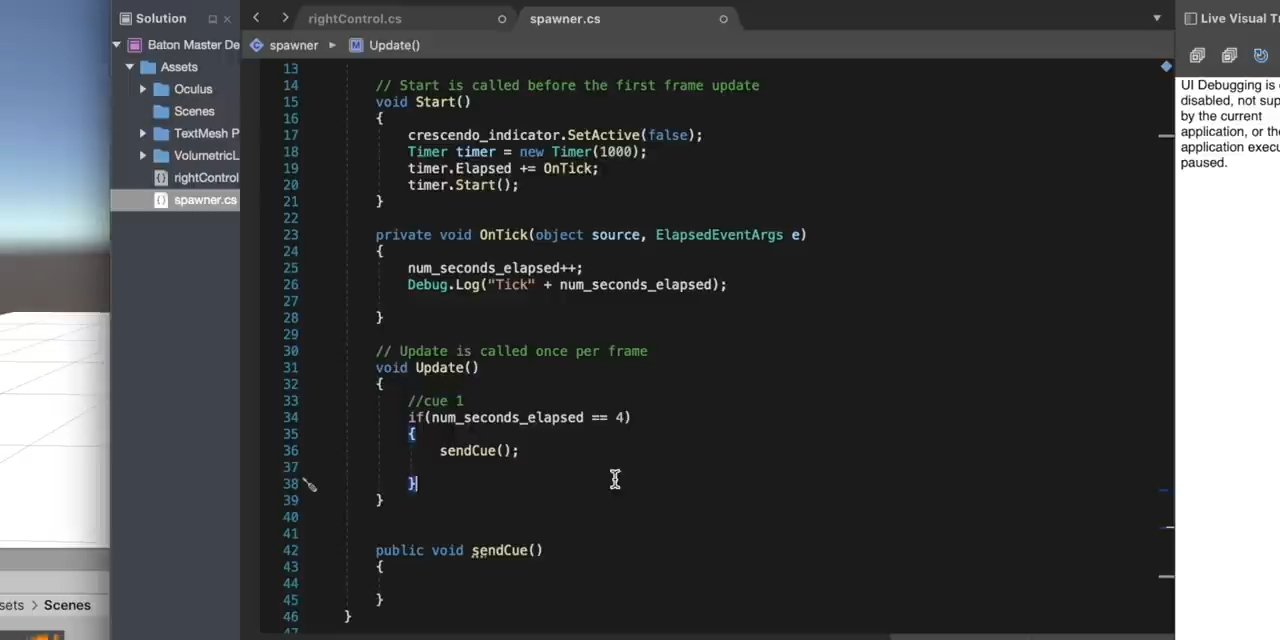 Solution
rightControl.cs
spawner.cs
Live Visual Tr
Baton Master De
spawner
Update()
Assets
Oculus
Scenes
TextMesh P
VolumetricL
rightControl
spawner.cs
13
14 // Start is called before the first frame update
15 void Start()
16 {
17 crescendo_indicator.SetActive(false);
18 Timer timer = new Timer(1000);
19 timer.Elapsed += OnTick;
20 timer.Start();
21 }
22
23 private void OnTick(object source, ElapsedEventArgs e)
24 {
25 num_seconds_elapsed++;
26 Debug.Log("Tick" + num_seconds_elapsed);
27
28 }
29
30 // Update is called once per frame
31 void Update()
32 {
33 //cue 1
34 if(num_seconds_elapsed == 4)
35 {
36 sendCue();
37
38 }
39 }
40
41
42 public void sendCue()
43 {
44
45 }
46 }
47
UI Debugging is
disabled, not sup
by the current
application, or the
application execu
paused.
sets > Scenes